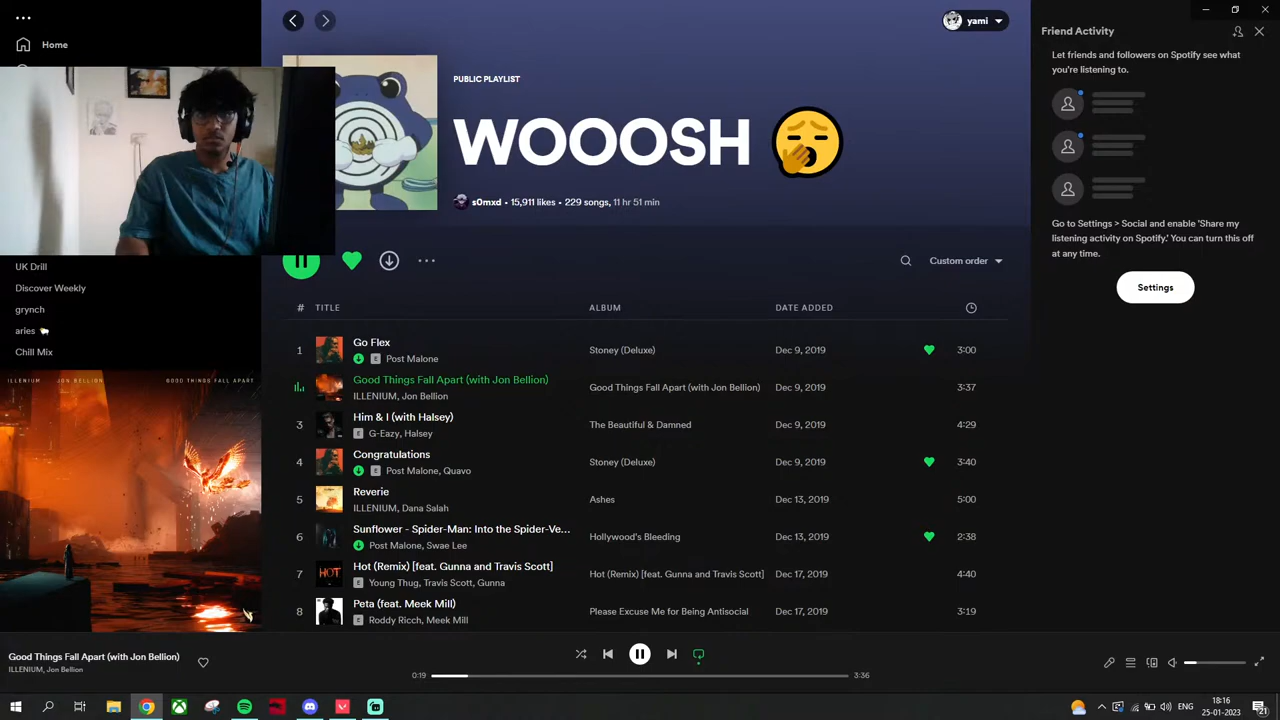 Home
yami
Friend Activity
Let friends and followers on Spotify see what
you're listening to.
Go to Settings > Social and enable 'Share my
listening activity on Spotify.' You can turn this off
at any time.
Settings
PUBLIC PLAYLIST
WOOOSH 🥱
s0mxd • 15,911 likes • 229 songs, 11 hr 51 min
UK Drill
Discover Weekly
grynch
aries 🐑
Chill Mix
Custom order
# TITLE ALBUM DATE ADDED
1 Go Flex Stoney (Deluxe) Dec 9, 2019 3:00
E Post Malone
Good Things Fall Apart (with Jon Bellion) Good Things Fall Apart (with Jon Bellion) Dec 9, 2019 3:37
ILLENIUM, Jon Bellion
3 Him & I (with Halsey) The Beautiful & Damned Dec 9, 2019 4:29
E G-Eazy, Halsey
4 Congratulations Stoney (Deluxe) Dec 9, 2019 3:40
E Post Malone, Quavo
5 Reverie Ashes Dec 13, 2019 5:00
ILLENIUM, Dana Salah
6 Sunflower - Spider-Man: Into the Spider-Ve... Hollywood's Bleeding Dec 13, 2019 2:38
Post Malone, Swae Lee
7 Hot (Remix) [feat. Gunna and Travis Scott] Hot (Remix) [feat. Gunna and Travis Scott] Dec 17, 2019 4:40
E Young Thug, Travis Scott, Gunna
8 Peta (feat. Meek Mill) Please Excuse Me for Being Antisocial Dec 17, 2019 3:19
E Roddy Ricch, Meek Mill
ILLENIUM JON BELLION GOOD THINGS FALL APART
HOT
Good Things Fall Apart (with Jon Bellion)
ILLENIUM, Jon Bellion
0:19 3:36
ENG
18:16
25-01-2023